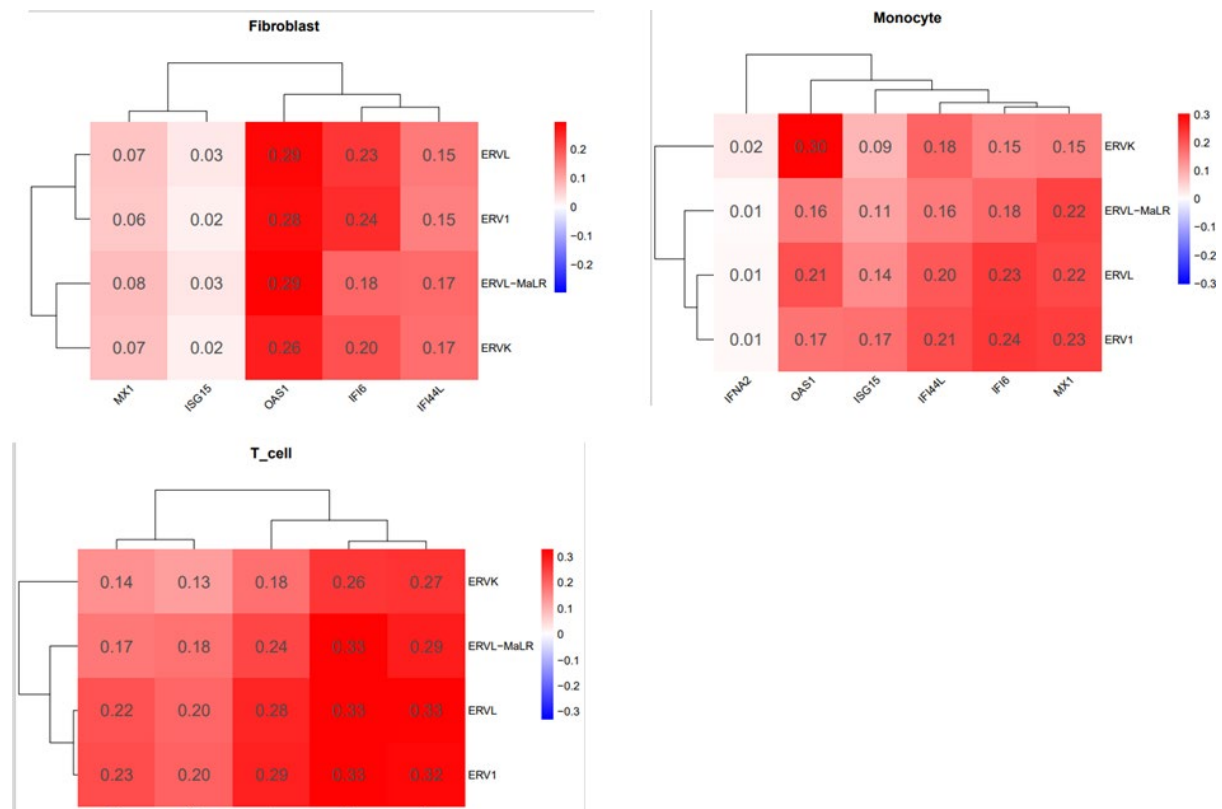 Fibroblast
0.07 0.03 0.29 0.23 0.15 ERVL
0.06 0.02 0.28 0.24 0.15 ERV1
0.08 0.03 0.29 0.18 0.17 ERVL−MaLR
0.07 0.02 0.26 0.20 0.17 ERVK
MX1 ISG15 OAS1 IFI6 IFI44L
0.2
0.1
0
−0.1
−0.2
Monocyte
0.02 0.30 0.09 0.18 0.15 0.15 ERVK
0.01 0.16 0.11 0.16 0.18 0.22 ERVL−MaLR
0.01 0.21 0.14 0.20 0.23 0.22 ERVL
0.01 0.17 0.17 0.21 0.24 0.23 ERV1
IFNA2 OAS1 ISG15 IFI44L IFI6 MX1
0.3
0.2
0.1
0
−0.1
−0.2
−0.3
T_cell
0.14 0.13 0.18 0.26 0.27 ERVK
0.17 0.18 0.24 0.33 0.29 ERVL−MaLR
0.22 0.20 0.28 0.33 0.33 ERVL
0.23 0.20 0.29 0.33 0.32 ERV1
0.3
0.2
0.1
0
−0.1
−0.2
−0.3